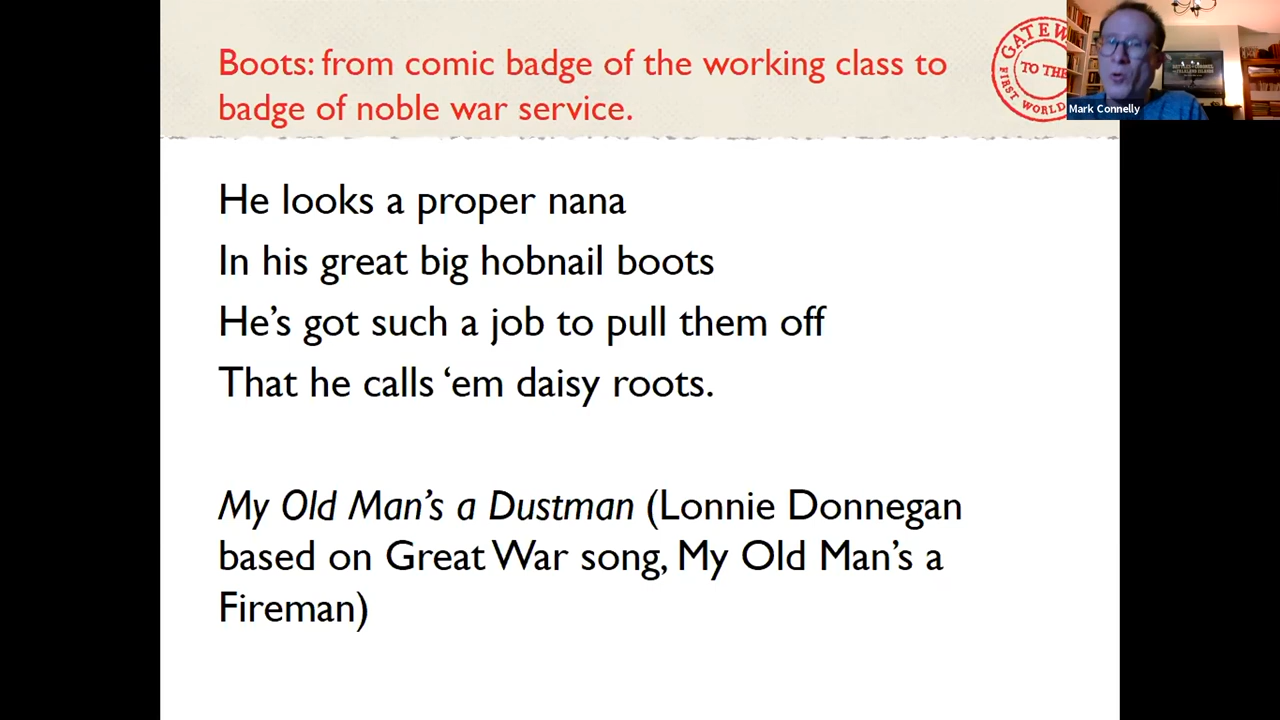 Boots: from comic badge of the working class to
badge of noble war service.
GATEW
TO THE
FIRST WORLD
Mark Connelly
He looks a proper nana
In his great big hobnail boots
He's got such a job to pull them off
That he calls ‘em daisy roots.
My Old Man's a Dustman (Lonnie Donnegan
based on Great War song, My Old Man's a
Fireman)